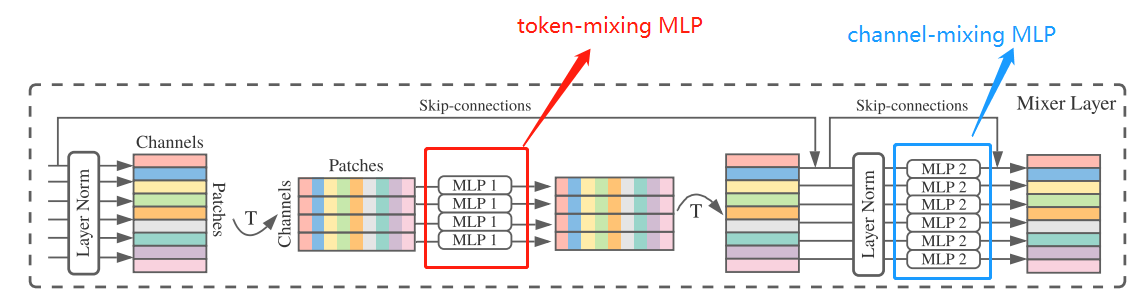 token-mixing MLP
channel-mixing MLP
Skip-connections
Skip-connections
Mixer Layer
Channels
Layer Norm
Patches
T
Patches
Channels
MLP 1
MLP 1
MLP 1
MLP 1
T
Layer Norm
MLP 2
MLP 2
MLP 2
MLP 2
MLP 2
MLP 2